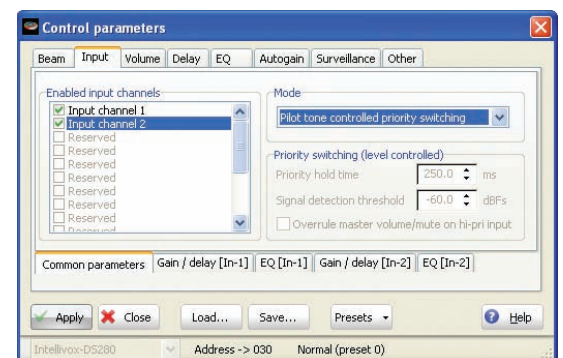 Control parameters
Beam Input Volume Delay EQ Autogain Surveillance Other
Enabled input channels
Input channel 1
Input channel 2
Reserved
Reserved
Reserved
Reserved
Reserved
Reserved
Reserved
Reserved
Mode
Pilot tone controlled priority switching
Priority switching (level controlled)
Priority hold time 250.0 ms
Signal detection threshold -60.0 dBFs
Overrule master volume/mute on hi-pri input
Common parameters Gain / delay [In-1] EQ [In-1] Gain / delay [In-2] EQ [In-2]
Apply Close Load... Save... Presets Help
Intellivox-DS280 Address -> 030 Normal (preset 0)